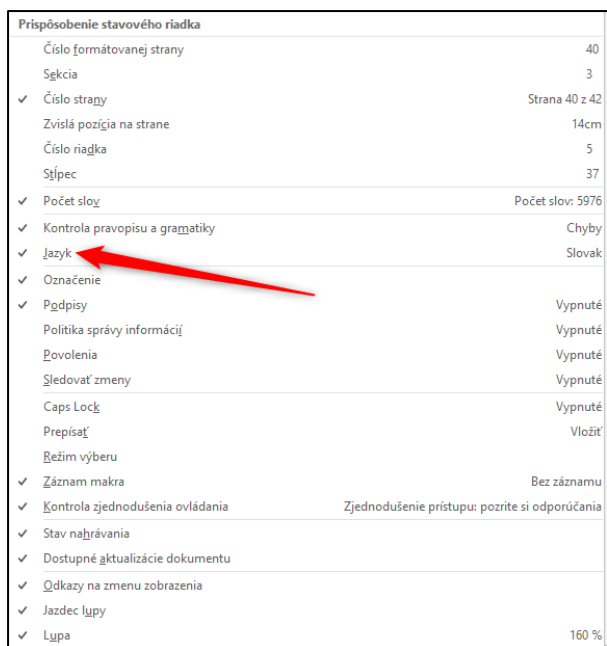 Prispôsobenie stavového riadka
Číslo formátovanej strany 40
Sekcia 3
✓ Číslo strany Strana 40 z 42
Zvislá pozícia na strane 14cm
Číslo riadka 5
Stĺpec 37
✓ Počet slov Počet slov: 5976
✓ Kontrola pravopisu a gramatiky Chyby
✓ Jazyk Slovak
✓ Označenie
✓ Podpisy Vypnuté
Politika správy informácií Vypnuté
Povolenia Vypnuté
Sledovať zmeny Vypnuté
Caps Lock Vypnuté
Prepísať Vložiť
Režim výberu
✓ Záznam makra Bez záznamu
✓ Kontrola zjednodušenia ovládania Zjednodušenie prístupu: pozrite si odporúčania
✓ Stav nahrávania
✓ Dostupné aktualizácie dokumentu
✓ Odkazy na zmenu zobrazenia
✓ Jazdec lupy
✓ Lupa 160 %